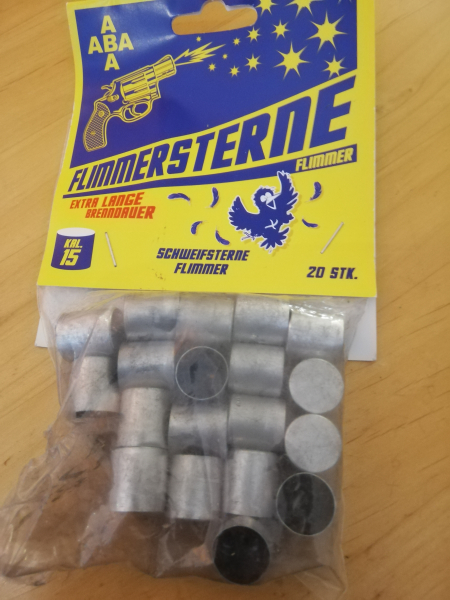 A
ABA
A
FLIMMERSTERNE
FLIMMER
EXTRA LANGE
BRENNDAUER
KAL.
15
SCHWEIFSTERNE
FLIMMER
20 STK.